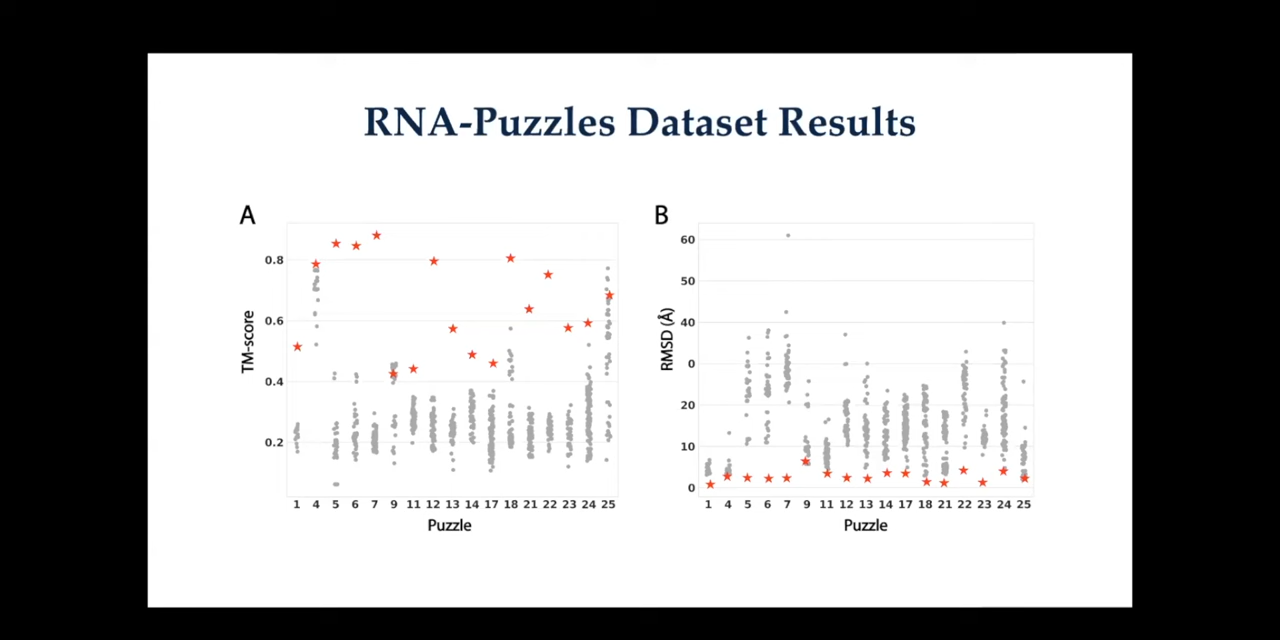 RNA-Puzzles Dataset Results
A
TM-score
0.8
0.6
0.4
0.2
1 4 5 6 7 9 11 12 13 14 17 18 21 22 23 24 25
Puzzle
B
RMSD (Å)
60
50
40
0
20
10
0
1 4 5 6 7 9 11 12 13 14 17 18 21 22 23 24 25
Puzzle